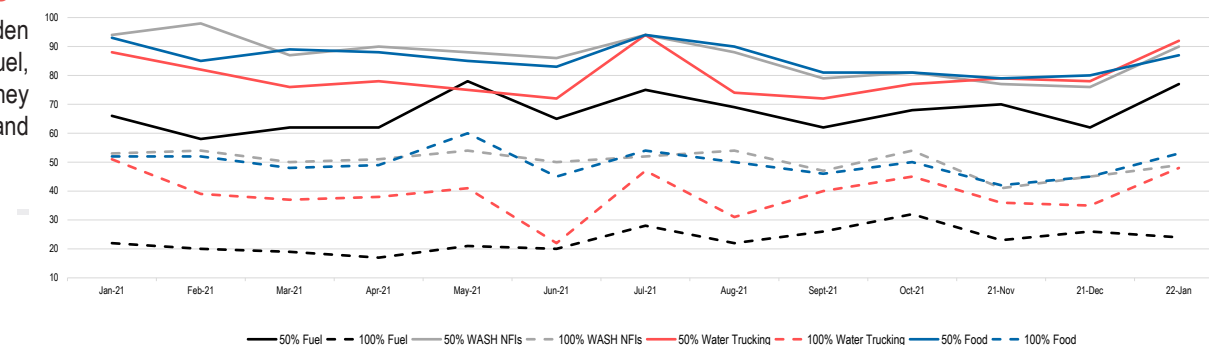 den
uel,
ney
and
100
90
80
70
60
50
40
30
20
10
Jan-21 Feb-21 Mar-21 Apr-21 May-21 Jun-21 Jul-21 Aug-21 Sept-21 Oct-21 21-Nov 21-Dec 22-Jan
50% Fuel 100% Fuel 50% WASH NFIs 100% WASH NFIs 50% Water Trucking 100% Water Trucking 50% Food 100% Food